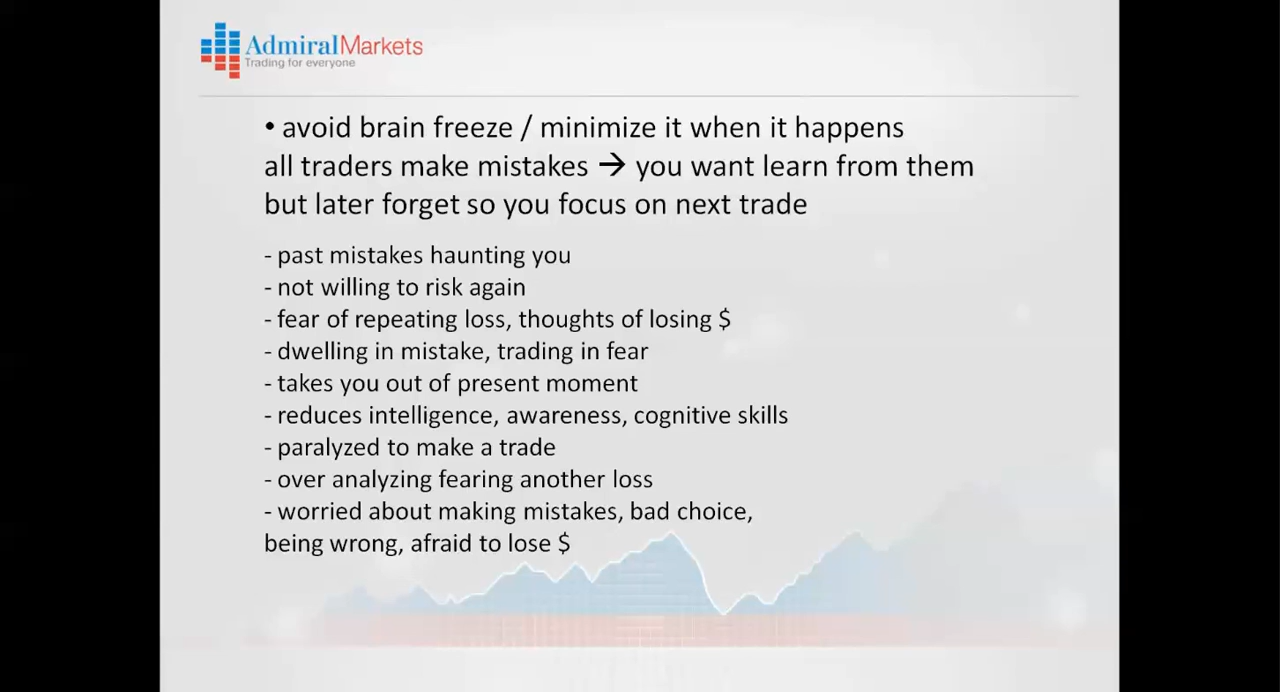 AdmiralMarkets
Trading for everyone
• avoid brain freeze / minimize it when it happens
all traders make mistakes → you want learn from them
but later forget so you focus on next trade
- past mistakes haunting you
- not willing to risk again
- fear of repeating loss, thoughts of losing $
- dwelling in mistake, trading in fear
- takes you out of present moment
- reduces intelligence, awareness, cognitive skills
- paralyzed to make a trade
- over analyzing fearing another loss
- worried about making mistakes, bad choice,
being wrong, afraid to lose $